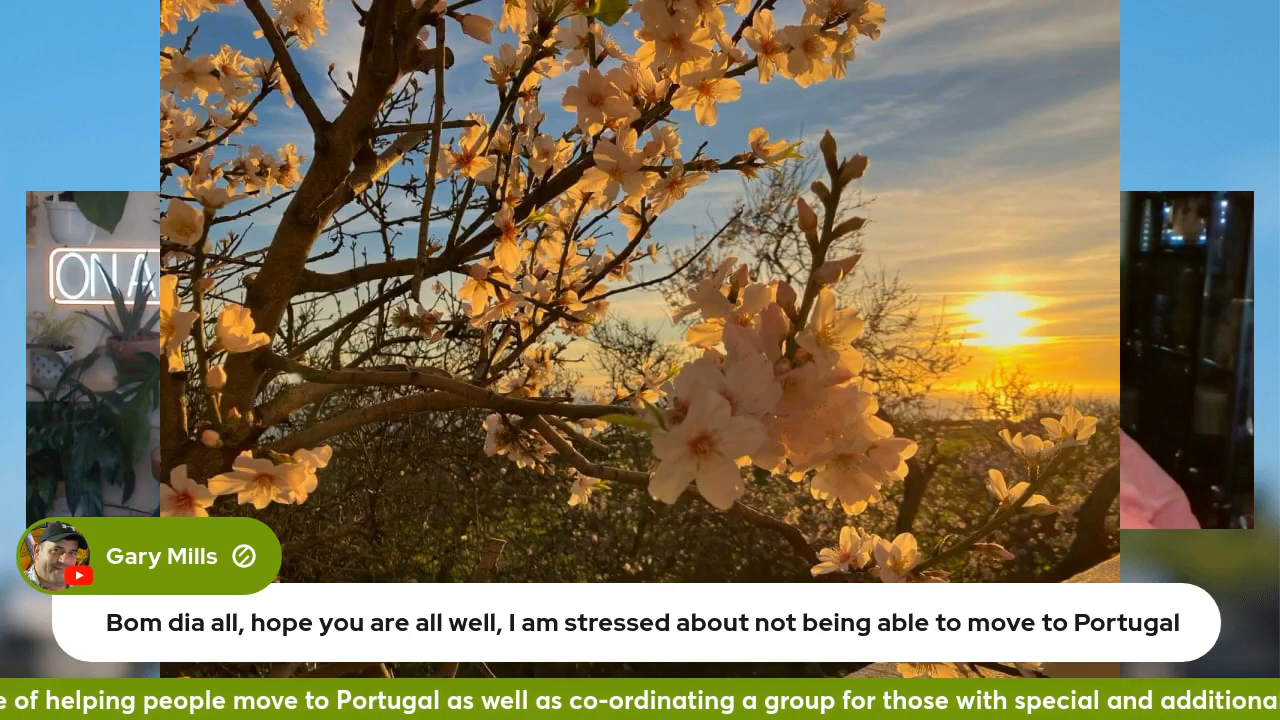 ON A
Gary Mills
Bom dia all, hope you are all well, I am stressed about not being able to move to Portugal
e of helping people move to Portugal as well as co-ordinating a group for those with special and additiona